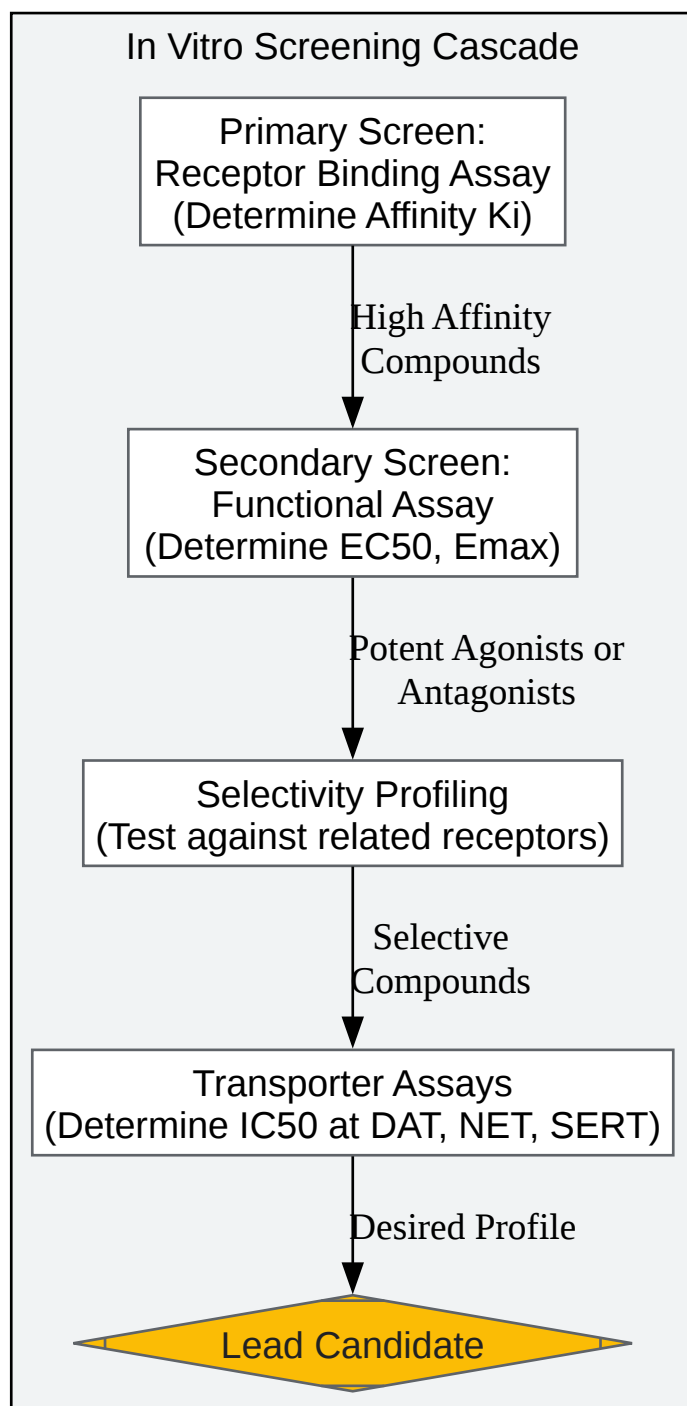 In Vitro Screening Cascade
Primary Screen:
Receptor Binding Assay
(Determine Affinity Ki)
High Affinity
Compounds
Secondary Screen:
Functional Assay
(Determine EC50, Emax)
Potent Agonists or
Antagonists
Selectivity Profiling
(Test against related receptors)
Selective
Compounds
Transporter Assays
(Determine IC50 at DAT, NET, SERT)
Desired Profile
Lead Candidate